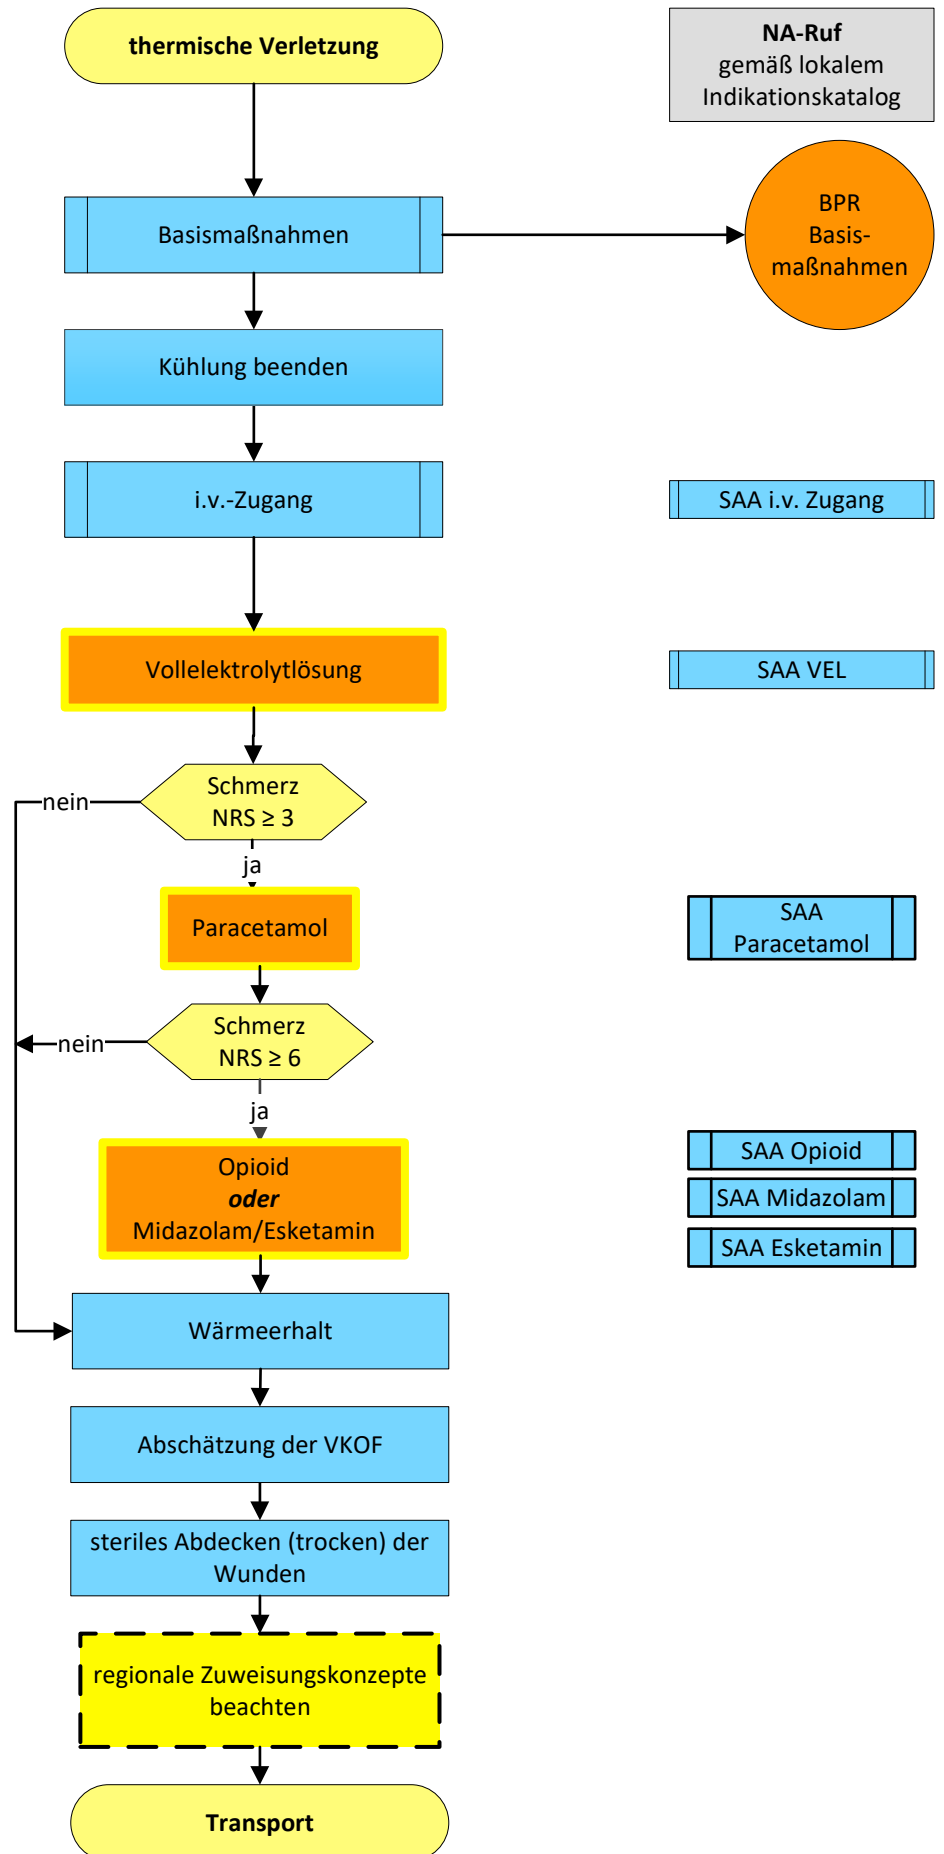 thermische Verletzung
NA-Ruf
gemäß lokalem
Indikationskatalog
Basismaßnahmen
BPR
Basis-
maßnahmen
Kühlung beenden
i.v.-Zugang
SAA i.v. Zugang
Vollelektrolytlösung
SAA VEL
Schmerz
NRS ≥ 3
nein
ja
Paracetamol
SAA
Paracetamol
Schmerz
NRS ≥ 6
nein
ja
Opioid
oder
Midazolam/Esketamin
SAA Opioid
SAA Midazolam
SAA Esketamin
Wärmeerhalt
Abschätzung der VKOF
steriles Abdecken (trocken) der
Wunden
regionale Zuweisungskonzepte
beachten
Transport